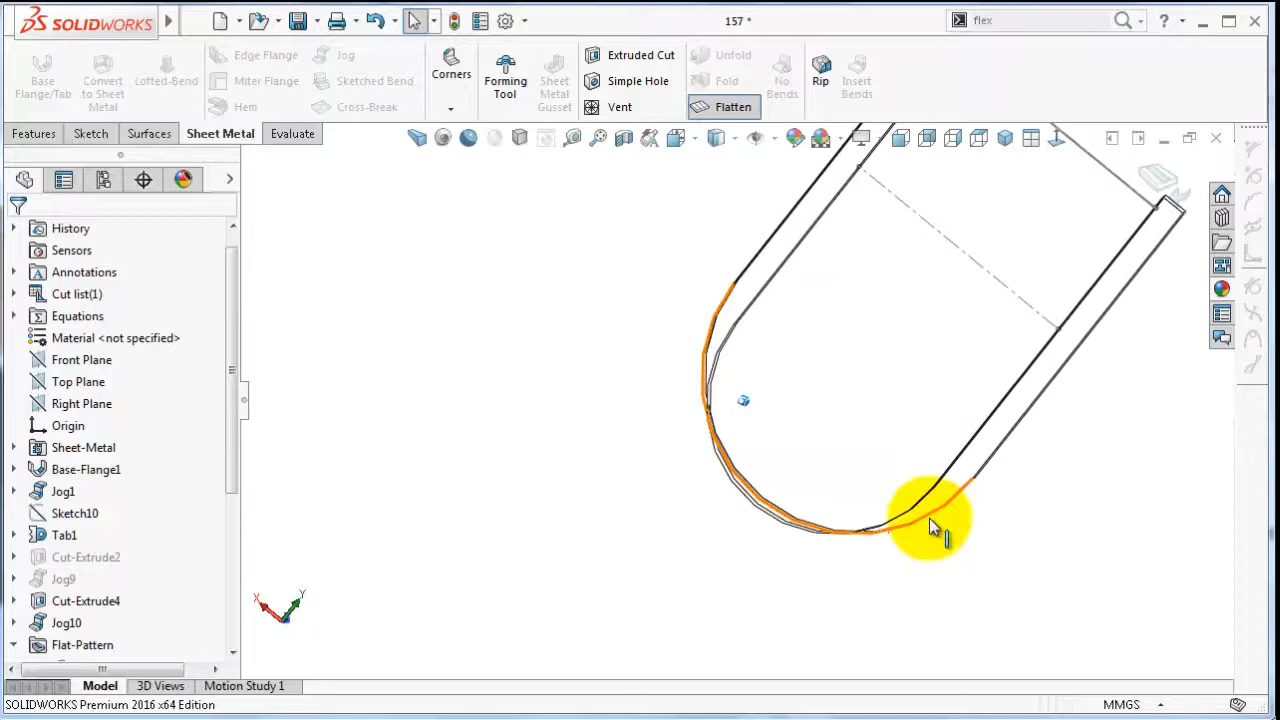 SOLIDWORKS
157 *
flex
?
Base
Flange/Tab
Convert
to Sheet
Metal
Lofted-Bend
Edge Flange
Miter Flange
Hem
Jog
Sketched Bend
Cross-Break
Corners
Forming
Tool
Sheet
Metal
Gusset
Extruded Cut
Simple Hole
Vent
Unfold
Fold
Flatten
No
Bends
Rip
Insert
Bends
Features
Sketch
Surfaces
Sheet Metal
Evaluate
History
Sensors
Annotations
Cut list(1)
Equations
Material <not specified>
Front Plane
Top Plane
Right Plane
Origin
Sheet-Metal
Base-Flange1
Jog1
Sketch10
Tab1
Cut-Extrude2
Jog9
Cut-Extrude4
Jog10
Flat-Pattern
X
Y
Model
3D Views
Motion Study 1
SOLIDWORKS Premium 2016 x64 Edition
MMGS